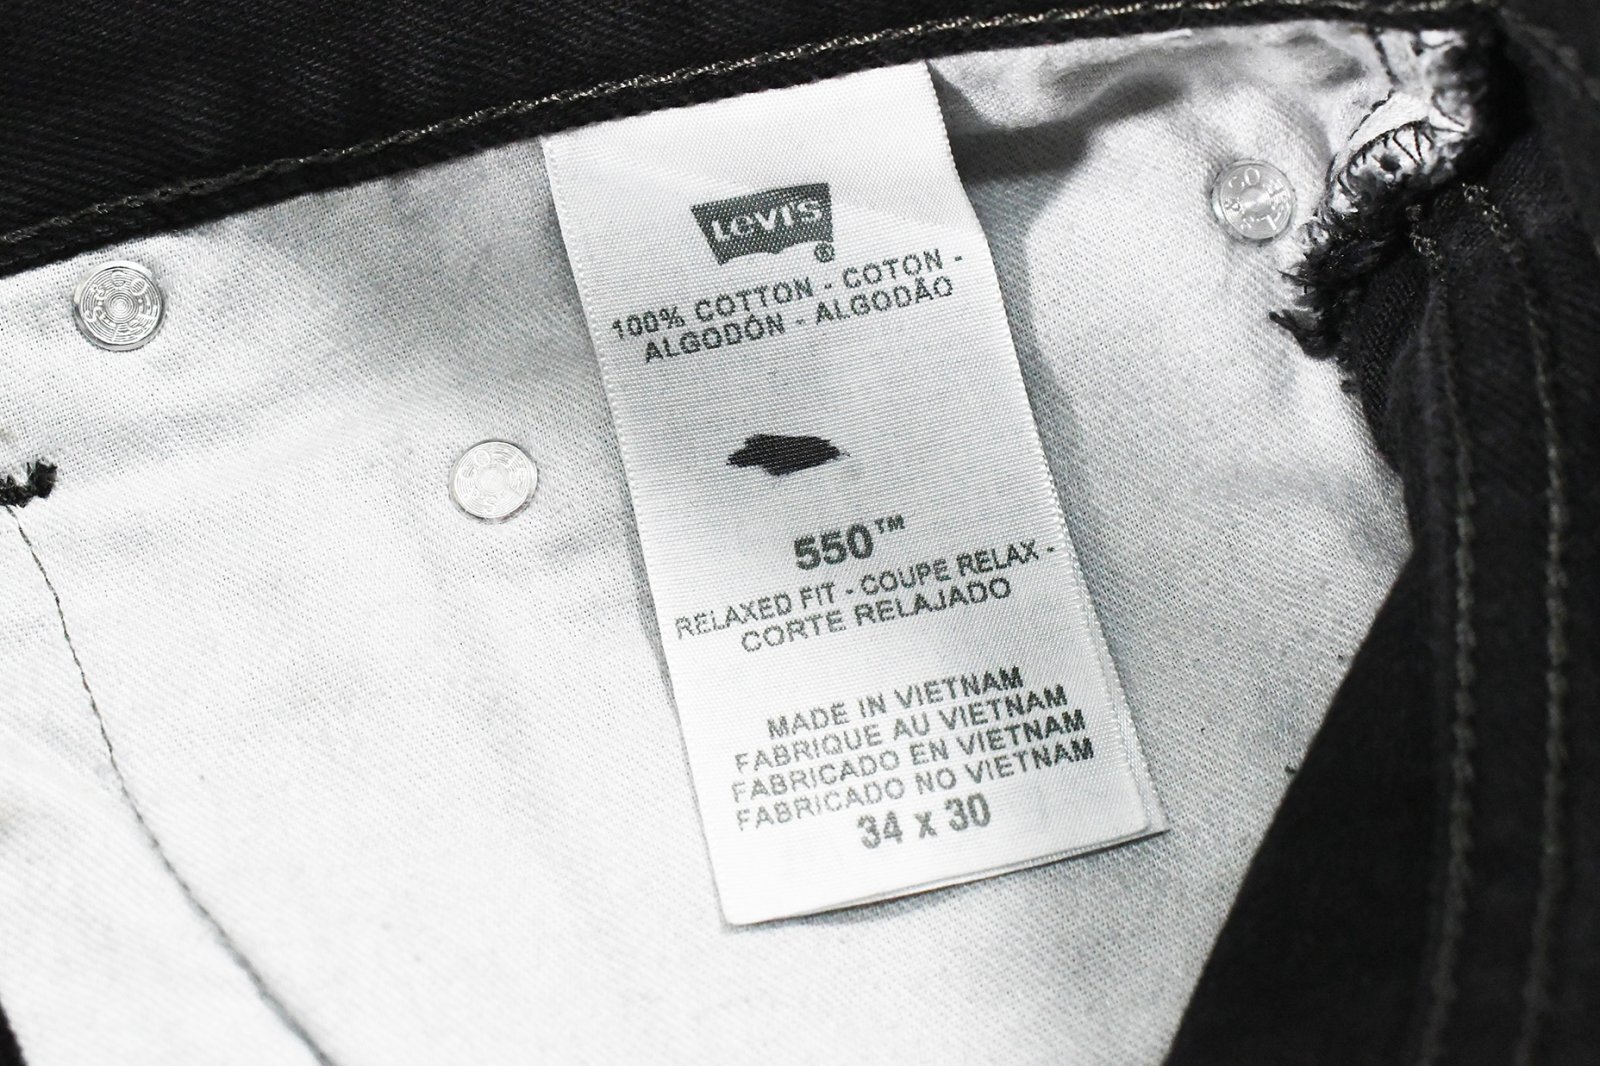 LEVI'S
®
100% COTTON - COTON -
ALGODÓN - ALGODÃO
550™
RELAXED FIT - COUPE RELAX -
CORTE RELAJADO
MADE IN VIETNAM
FABRIQUE AU VIETNAM
FABRICADO EN VIETNAM
FABRICADO NO VIETNAM
34 x 30